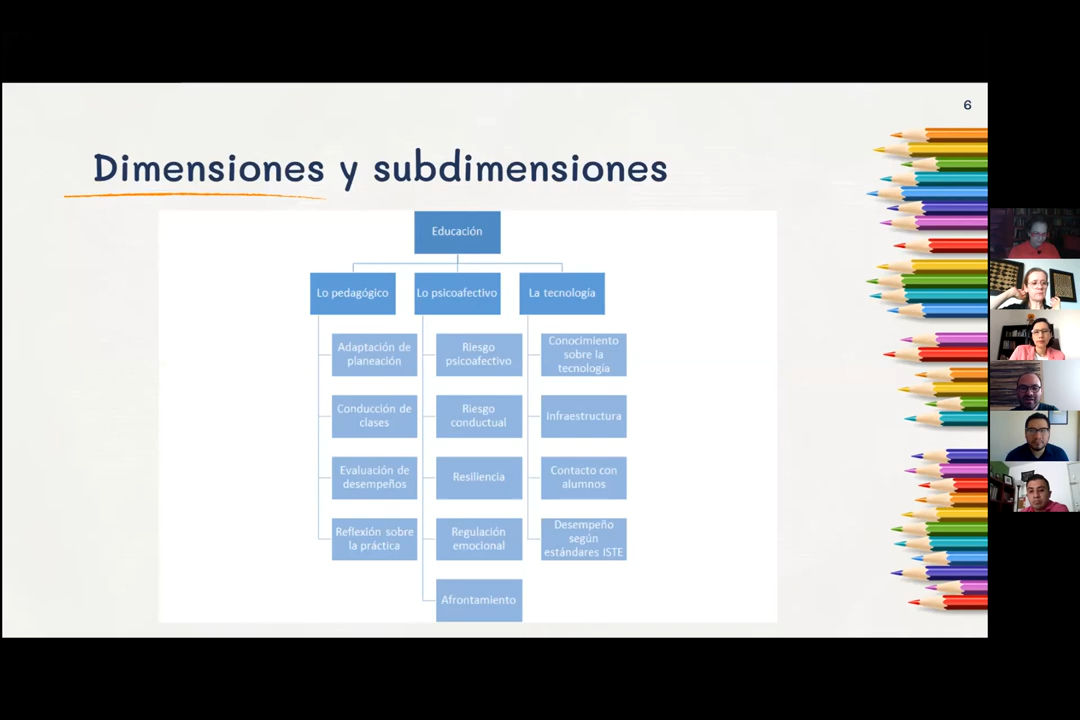 6
Dimensiones y subdimensiones
Educación
Lo pedagógico
Lo psicoafectivo
La tecnología
Adaptación de
planeación
Conducción de
clases
Evaluación de
desempeños
Reflexión sobre
la práctica
Riesgo
psicoafectivo
Riesgo
conductual
Resiliencia
Regulación
emocional
Afrontamiento
Conocimiento
sobre la
tecnología
Infraestructura
Contacto con
alumnos
Desempeño
según
estándares ISTE